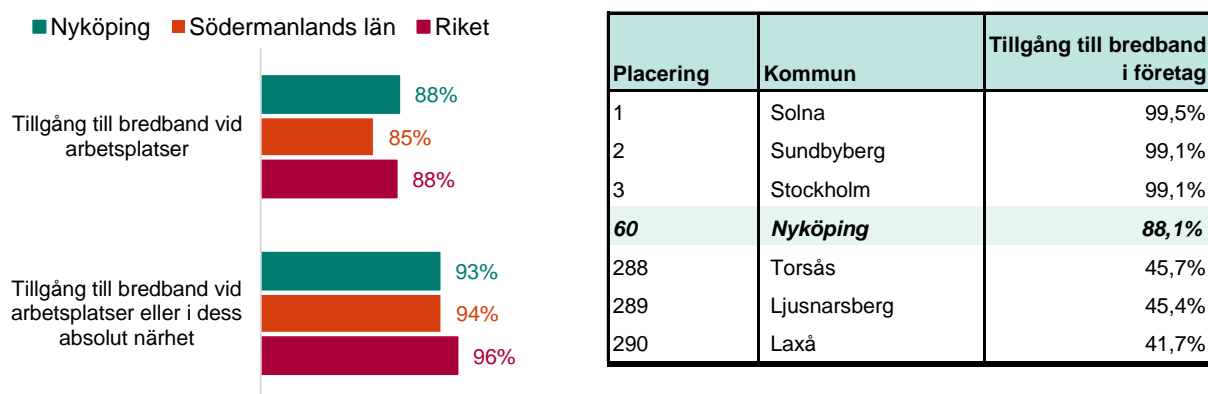 Nyköping Södermanlands län Riket
Tillgång till bredband vid
arbetsplatser
88%
85%
88%
Tillgång till bredband vid
arbetsplatser eller i dess
absolut närhet
93%
94%
96%
Placering Kommun Tillgång till bredband
i företag
1 Solna 99,5%
2 Sundbyberg 99,1%
3 Stockholm 99,1%
60 Nyköping 88,1%
288 Torsås 45,7%
289 Ljusnarsberg 45,4%
290 Laxå 41,7%